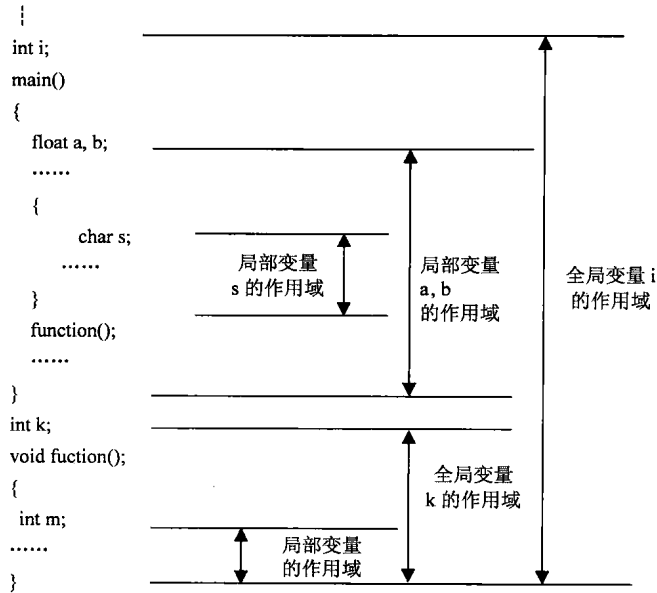 int i;
main()
{
float a, b;
……
{
char s;
……
}
function();
……
}
int k;
void fuction();
{
int m;
……
}
局部变量
s 的作用域
局部变量
a, b
的作用域
全局变量 i
的作用域
全局变量
k 的作用域
局部变量
的作用域